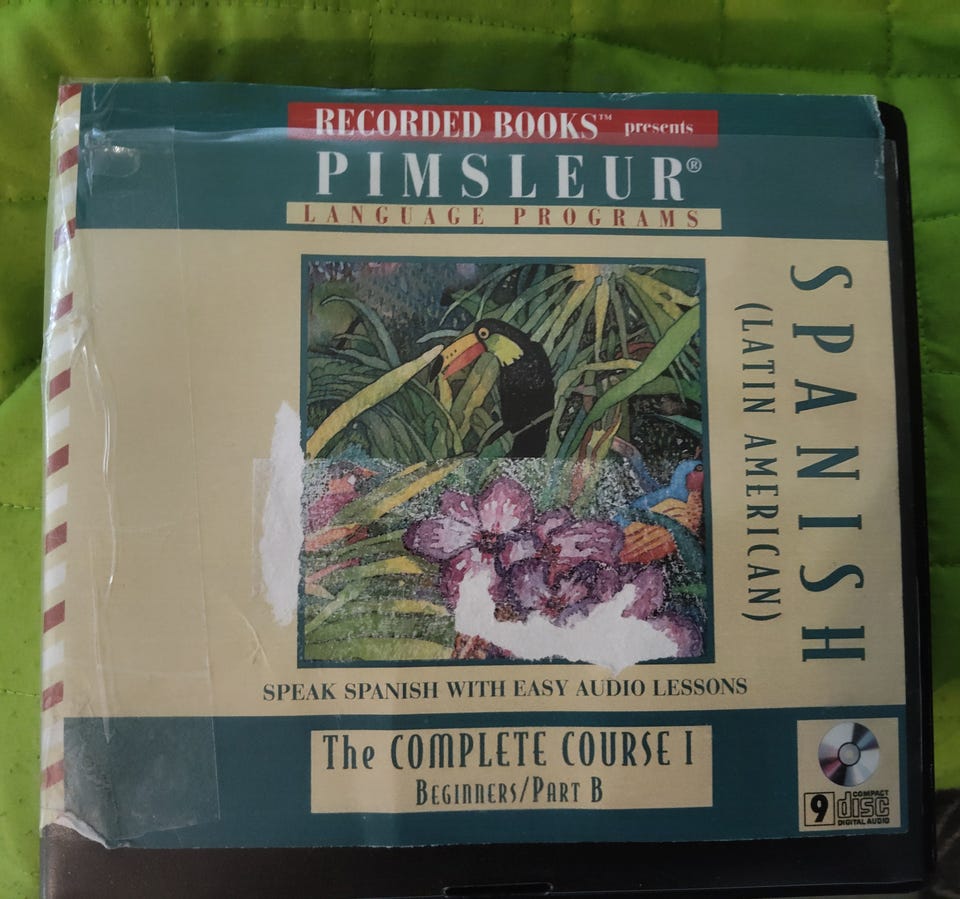 RECORDED BOOKS™ presents
PIMSLEUR®
LANGUAGE PROGRAMS
SPANISH
(LATIN AMERICAN)
SPEAK SPANISH WITH EASY AUDIO LESSONS
The COMPLETE COURSE I
BEGINNERS/PART B
9
COMPACT
disc
DIGITAL AUDIO